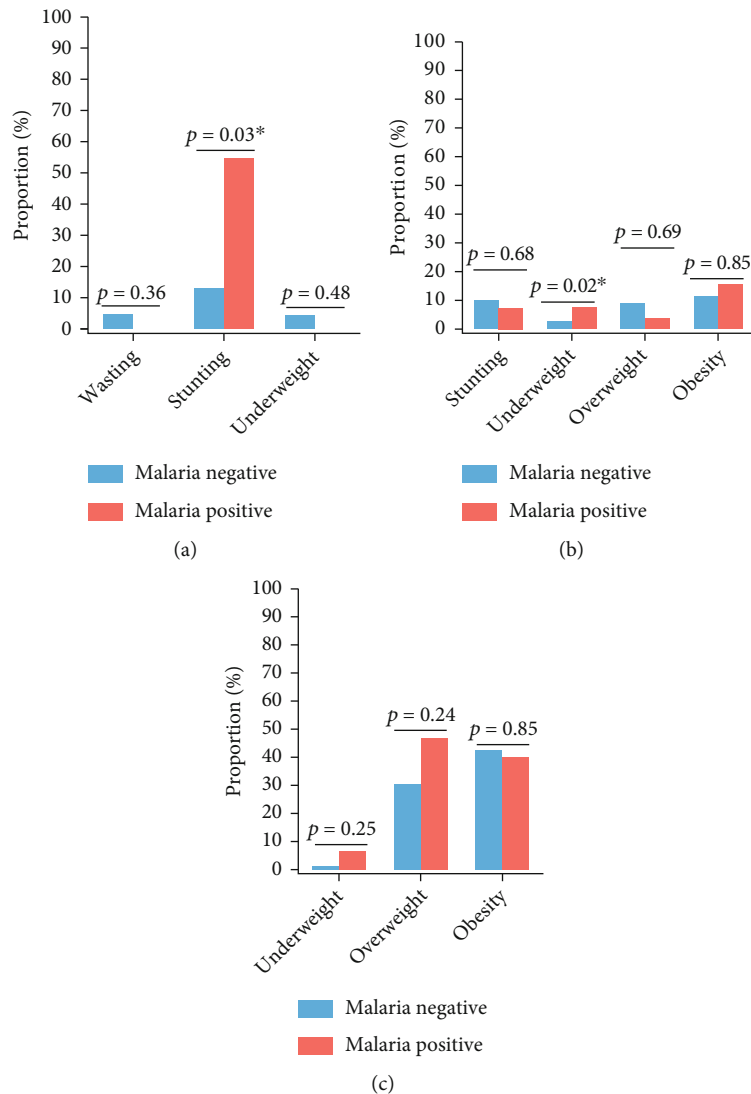 100
90
80
70
60
50
40
30
20
10
0
Proportion (%)
p = 0.36
p = 0.03*
p = 0.48
Wasting
Stunting
Underweight
Malaria negative
Malaria positive
(a)
100
90
80
70
60
50
40
30
20
10
0
Proportion (%)
p = 0.68
p = 0.02*
p = 0.69
p = 0.85
Stunting
Underweight
Overweight
Obesity
Malaria negative
Malaria positive
(b)
100
90
80
70
60
50
40
30
20
10
0
Proportion (%)
p = 0.25
p = 0.24
p = 0.85
Underweight
Overweight
Obesity
Malaria negative
Malaria positive
(c)